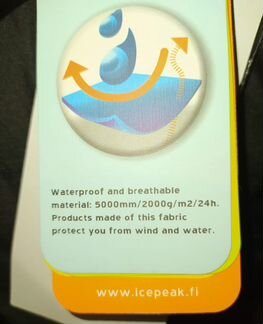 Waterproof and breathable
material: 5000mm/2000g/m2/24h.
Products made of this fabric
protect you from wind and water.
www.icepeak.fi